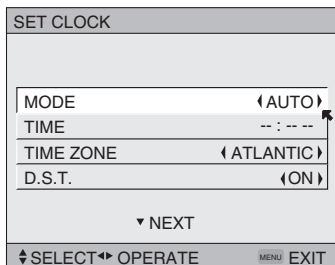 SET CLOCK
MODE ⏴AUTO⏵
TIME -- : -- --
TIME ZONE ⏴ATLANTIC⏵
D.S.T. ⏴ON⏵
▼ NEXT
▲▼SELECT◀▶ OPERATE MENU EXIT